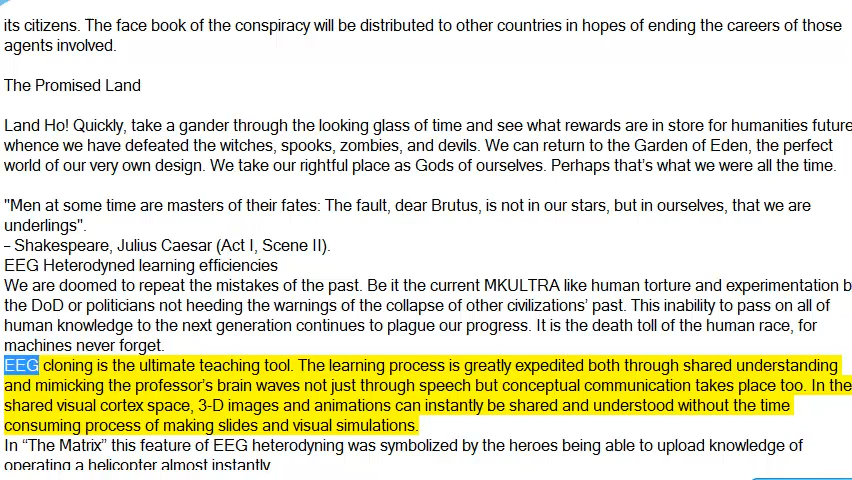 its citizens. The face book of the conspiracy will be distributed to other countries in hopes of ending the careers of those
agents involved.
The Promised Land
Land Ho! Quickly, take a gander through the looking glass of time and see what rewards are in store for humanities future
whence we have defeated the witches, spooks, zombies, and devils. We can return to the Garden of Eden, the perfect
world of our very own design. We take our rightful place as Gods of ourselves. Perhaps that's what we were all the time.
"Men at some time are masters of their fates: The fault, dear Brutus, is not in our stars, but in ourselves, that we are
underlings".
– Shakespeare, Julius Caesar (Act I, Scene II).
EEG Heterodyned learning efficiencies
We are doomed to repeat the mistakes of the past. Be it the current MKULTRA like human torture and experimentation b
the DoD or politicians not heeding the warnings of the collapse of other civilizations' past. This inability to pass on all of
human knowledge to the next generation continues to plague our progress. It is the death toll of the human race, for
machines never forget.
EEG cloning is the ultimate teaching tool. The learning process is greatly expedited both through shared understanding
and mimicking the professor's brain waves not just through speech but conceptual communication takes place too. In the
shared visual cortex space, 3-D images and animations can instantly be shared and understood without the time
consuming process of making slides and visual simulations.
In “The Matrix” this feature of EEG heterodyning was symbolized by the heroes being able to upload knowledge of
operating a helicopter almost instantly